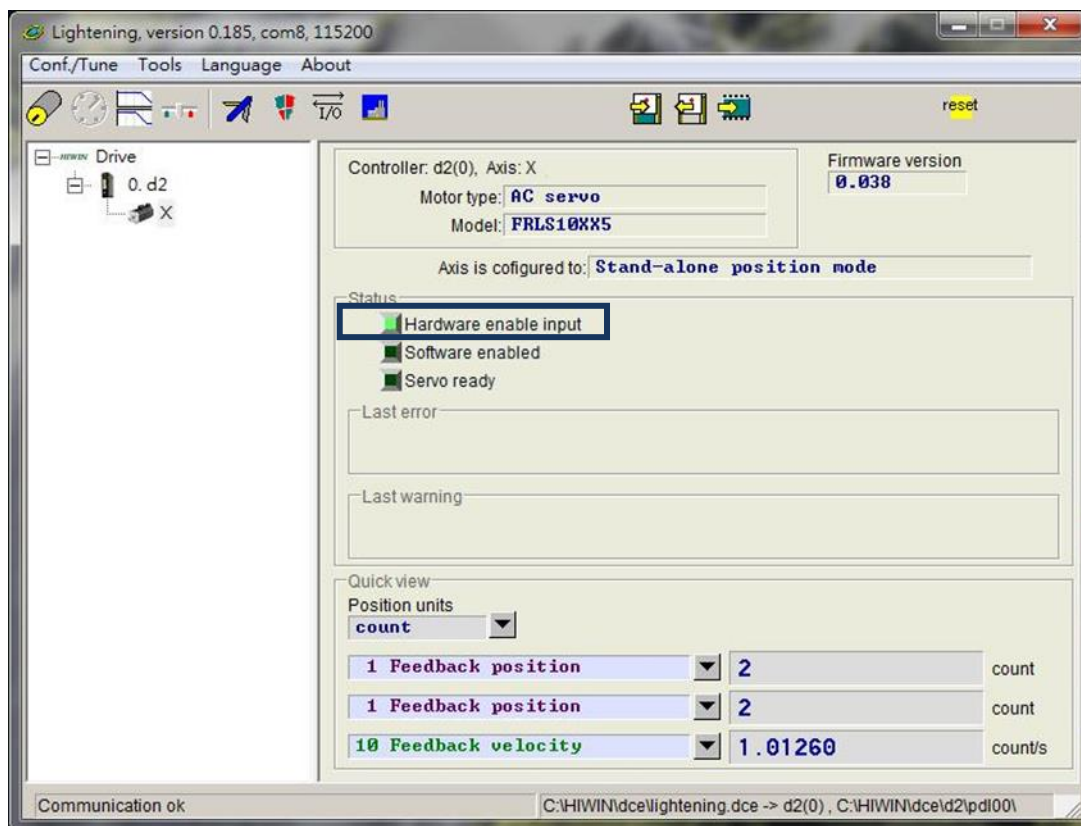 Lightening, version 0.185, com8, 115200
Conf./Tune Tools Language About
I/O
reset
HIWIN Drive
0. d2
X
Controller: d2(0), Axis: X
Motor type: AC servo
Model: FRLS10XX5
Firmware version
0.038
Axis is cofigured to: Stand-alone position mode
Status
Hardware enable input
Software enabled
Servo ready
Last error
Last warning
Quick view
Position units
count
1 Feedback position 2 count
1 Feedback position 2 count
10 Feedback velocity 1.01260 count/s
Communication ok C:\HIWIN\dce\lightening.dce -> d2(0) , C:\HIWIN\dce\d2\pdl00\